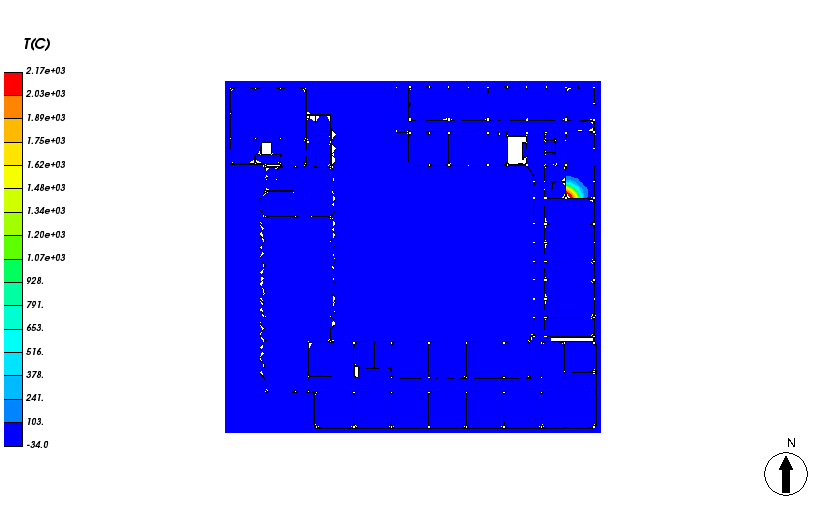 T(C)
2.17e+03
2.03e+03
1.89e+03
1.75e+03
1.62e+03
1.48e+03
1.34e+03
1.20e+03
1.07e+03
928.
791.
653.
516.
378.
241.
103.
-34.0
N